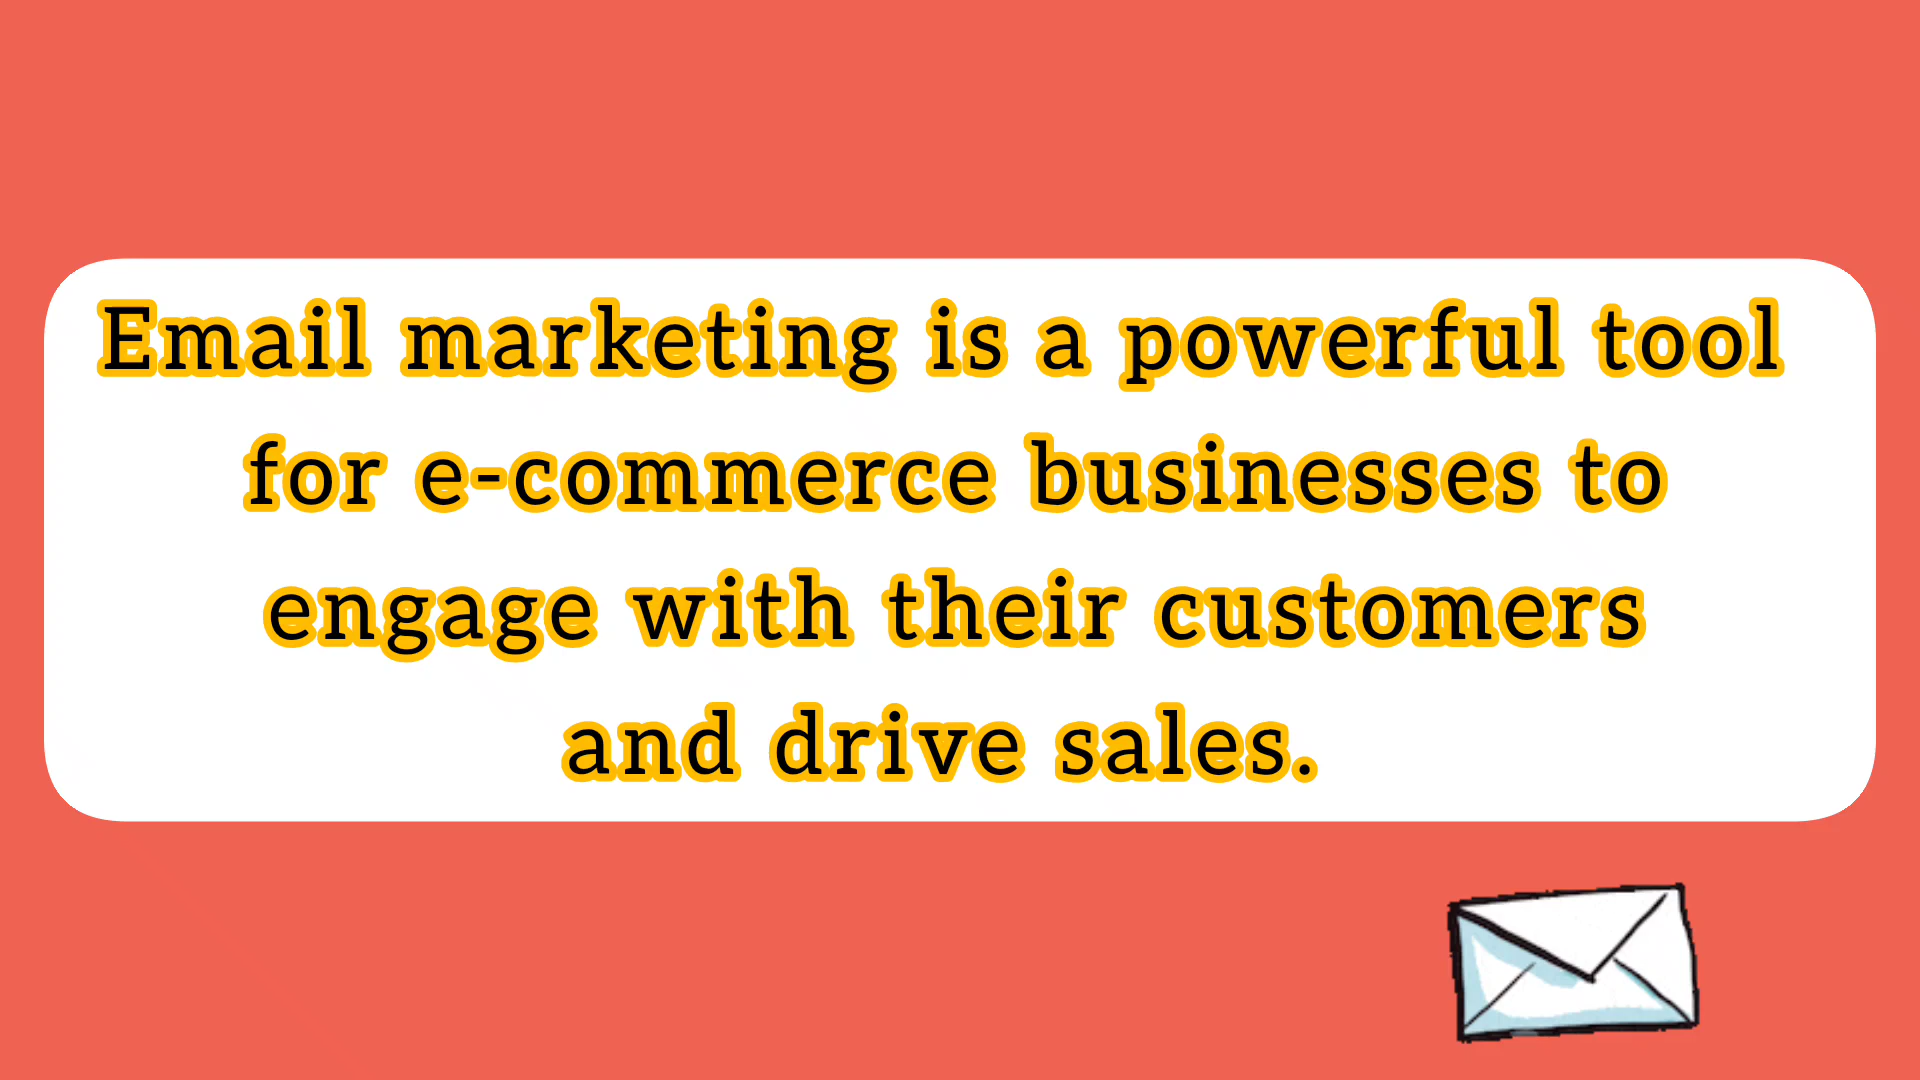 Email marketing is a powerful tool
for e-commerce businesses to
engage with their customers
and drive sales.